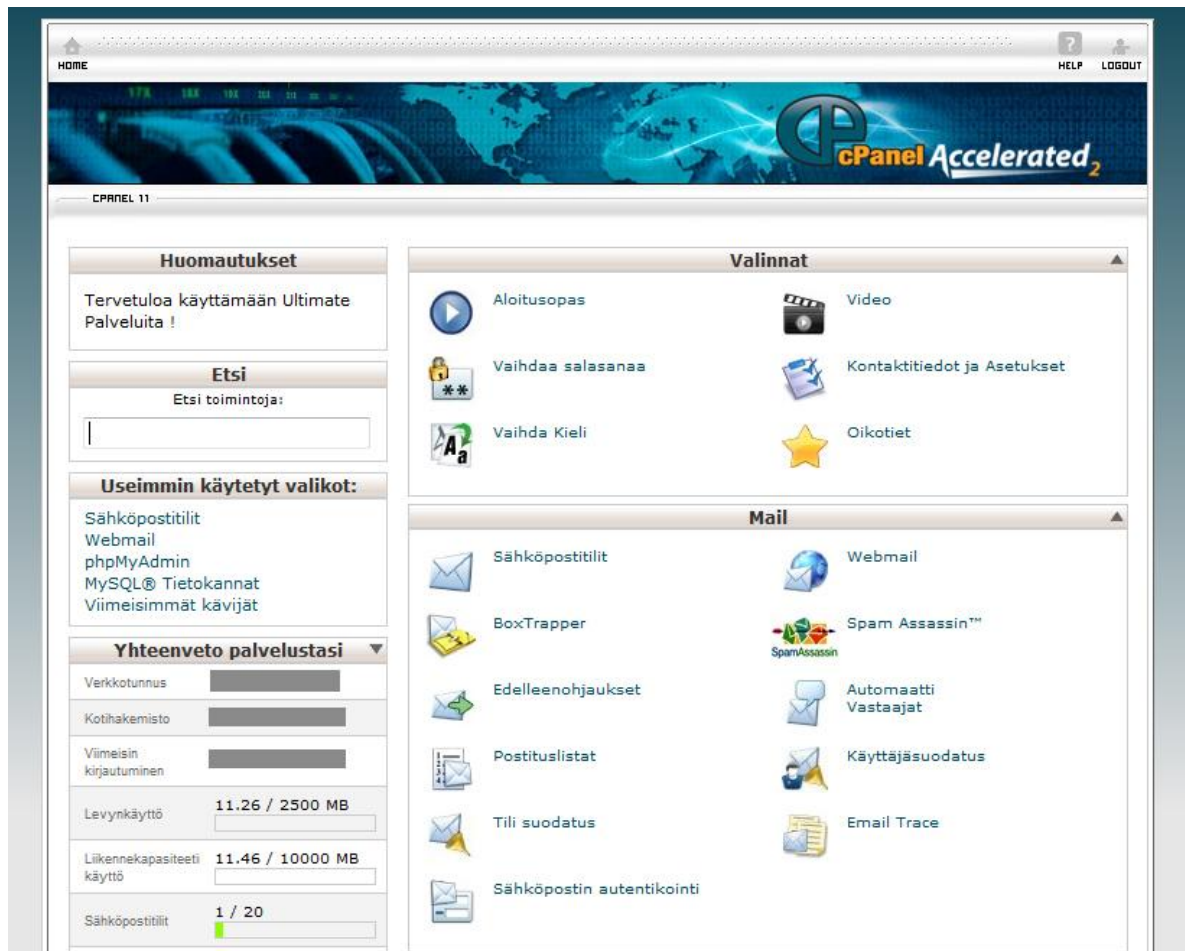 HOME
HELP
LOGOUT
cPanel Accelerated2
CPANEL 11
Huomautukset
Tervetuloa käyttämään Ultimate
Palveluita !
Etsi
Etsi toimintoja:
Useimmin käytetyt valikot:
Sähköpostitilit
Webmail
phpMyAdmin
MySQL® Tietokannat
Viimeisimmät kävijät
Yhteenveto palvelustasi
Verkkotunnus
Kotihakemisto
Viimeisin
kirjautuminen
Levynkäyttö
11.26 / 2500 MB
Liikennekapasiteeti
käyttö
11.46 / 10000 MB
Sähköpostitilit
1 / 20
Valinnat
Aloitusopas
Video
Vaihdaa salasanaa
Kontaktitiedot ja Asetukset
Vaihda Kieli
Oikotiet
Mail
Sähköpostitilit
Webmail
BoxTrapper
SpamAssassin
Spam Assassin™
Edelleenohjaukset
Automaatti
Vastaajat
Postituslistat
Käyttäjäsuodatus
Tili suodatus
Email Trace
Sähköpostin autentikointi